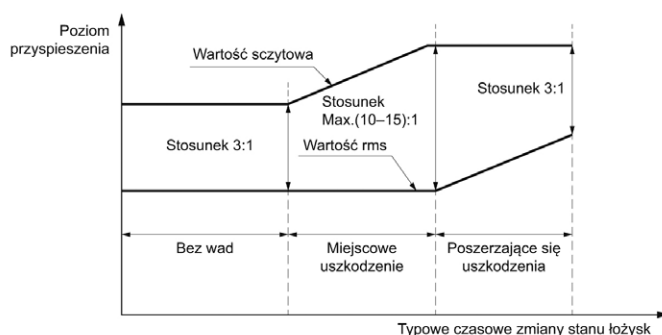 Poziom
przyspieszenia
Wartość sczytowa
Stosunek
Max.(10–15):1
Stosunek 3:1
Stosunek 3:1
Wartość rms
Bez wad
Miejscowe
uszkodzenie
Poszerzające się
uszkodzenia
Typowe czasowe zmiany stanu łożysk